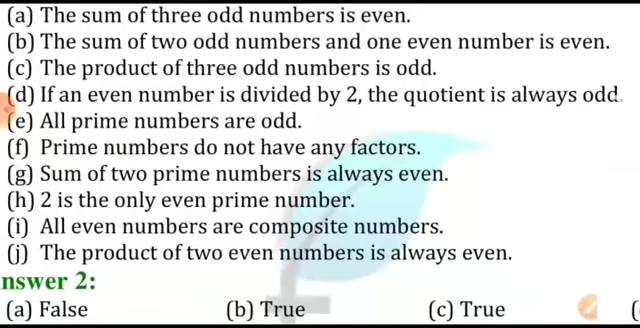 (a) The sum of three odd numbers is even.
(b) The sum of two odd numbers and one even number is even.
(c) The product of three odd numbers is odd.
(d) If an even number is divided by 2, the quotient is always odd.
(e) All prime numbers are odd.
(f) Prime numbers do not have any factors.
(g) Sum of two prime numbers is always even.
(h) 2 is the only even prime number.
(i) All even numbers are composite numbers.
(j) The product of two even numbers is always even.
nswer 2:
(a) False (b) True (c) True (